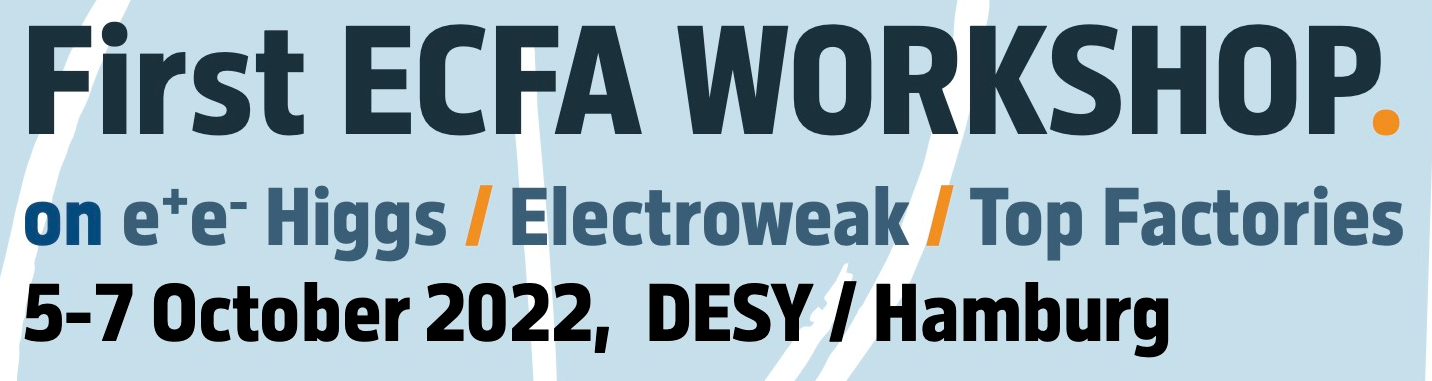 First ECFA WORKSHOP.
on e⁺e⁻ Higgs / Electroweak / Top Factories
5-7 October 2022, DESY / Hamburg